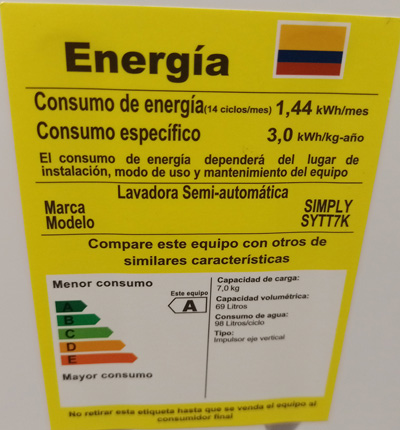 Energía
Consumo de energía(14 ciclos/mes) 1,44 kWh/mes
Consumo específico 3,0 kWh/kg-año
El consumo de energía dependerá del lugar de
instalación, modo de uso y mantenimiento del equipo
Lavadora Semi-automática
Marca SIMPLY
Modelo SYTT7K
Compare este equipo con otros de
similares características
Menor consumo
Este equipo
A
A
B
C
D
E
Mayor consumo
Capacidad de carga:
7,0 kg
Capacidad volumétrica:
69 Litros
Consumo de agua:
98 Litros/ciclo
Tipo:
Impulsor eje vertical
No retirar esta etiqueta hasta que se venda el equipo al
consumidor final